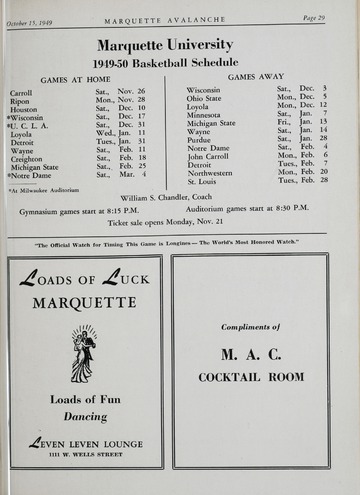 October 15, 1949 MARQUETTE AVALANCHE Page 29
Marquette University
1949-50 Basketball Schedule
GAMES AT HOME
Carroll Sat., Nov. 26
Ripon Mon., Nov. 28
Houston Sat., Dec. 10
*Wisconsin Sat., Dec. 17
*U. C. L. A. Sat., Dec. 31
Loyola Wed., Jan. 11
Detroit Tues., Jan. 31
Wayne Sat., Feb. 11
Creighton Sat., Feb. 18
Michigan State Sat., Feb. 25
*Notre Dame Sat., Mar. 4
*At Milwaukee Auditorium
GAMES AWAY
Wisconsin Sat., Dec. 3
Ohio State Mon., Dec. 5
Loyola Mon., Dec. 12
Minnesota Sat., Jan. 7
Michigan State Fri., Jan. 13
Wayne Sat., Jan. 14
Purdue Sat., Jan. 28
Notre Dame Sat., Feb. 4
John Carroll Mon., Feb. 6
Detroit Tues., Feb. 7
Northwestern Mon., Feb. 20
St. Louis Tues., Feb. 28
William S. Chandler, Coach
Gymnasium games start at 8:15 P.M. Auditorium games start at 8:30 P.M.
Ticket sale opens Monday, Nov. 21
"The Official Watch for Timing This Game is Longines — The World's Most Honored Watch."
LOADS OF LUCK
MARQUETTE
Loads of Fun
Dancing
LEVEN LEVEN LOUNGE
1111 W. WELLS STREET
Compliments of
M. A. C.
COCKTAIL ROOM